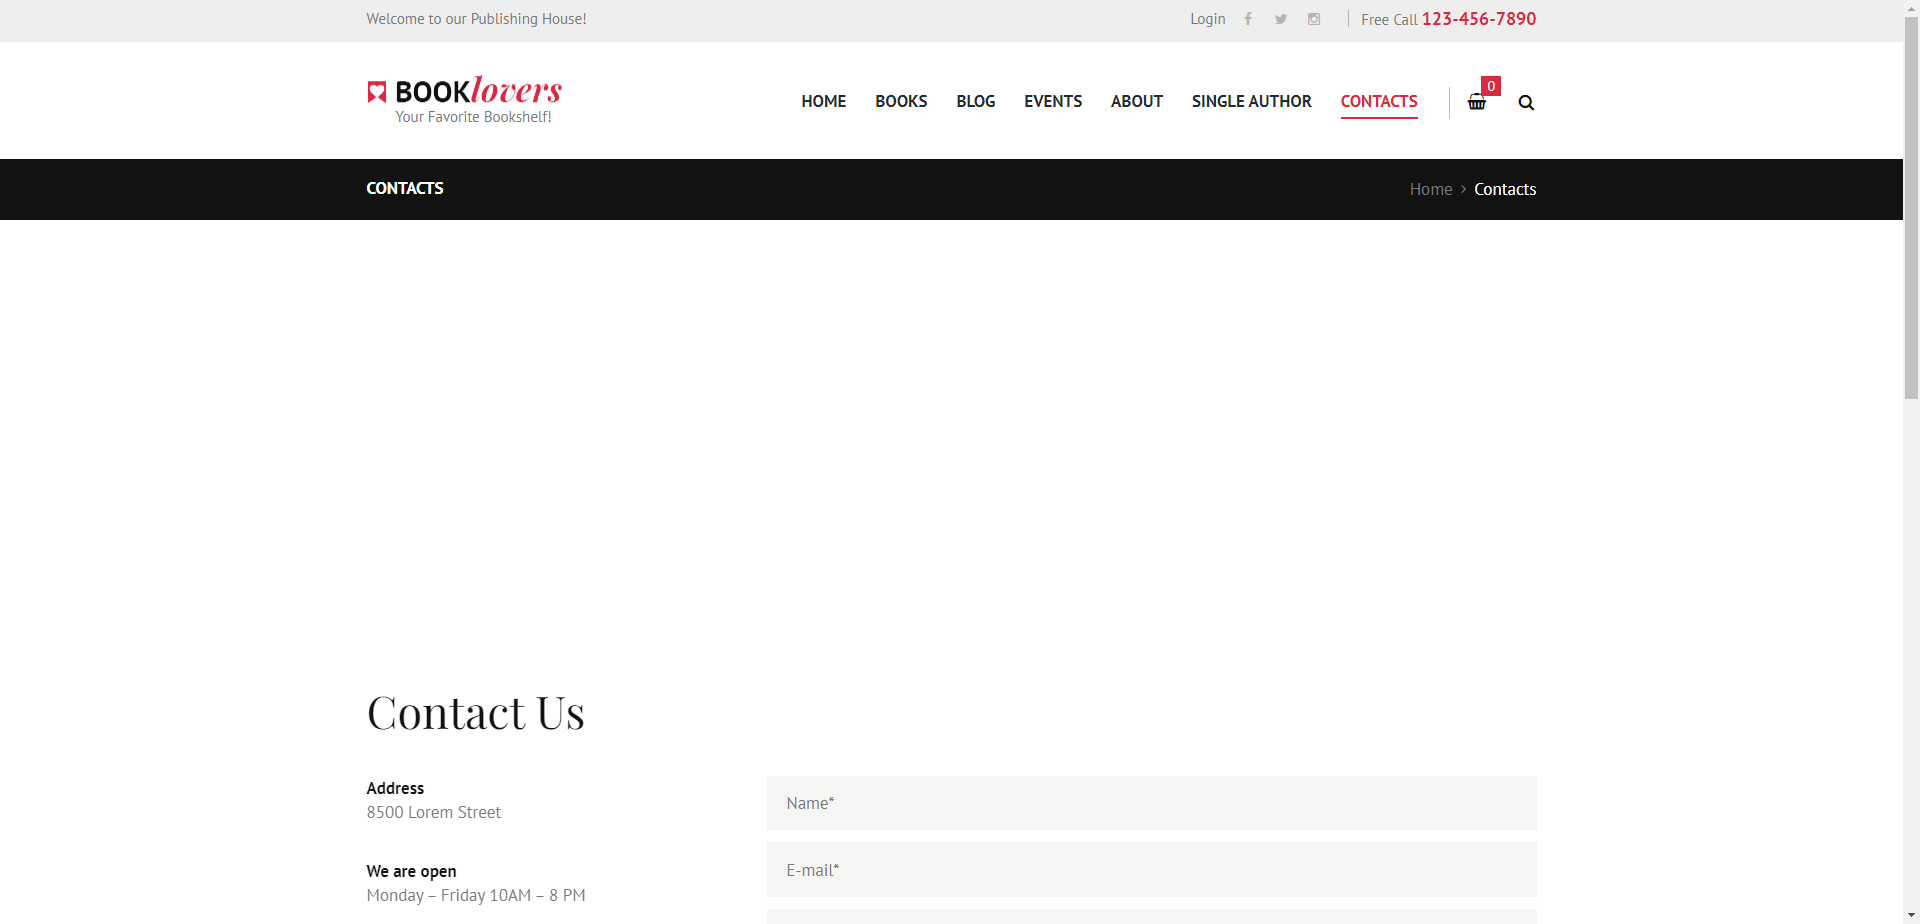 Welcome to our Publishing House!
Login
Free Call 123-456-7890
BOOKlovers
Your Favorite Bookshelf!
HOME BOOKS BLOG EVENTS ABOUT SINGLE AUTHOR CONTACTS
0
CONTACTS
Home > Contacts
Contact Us
Address
8500 Lorem Street
We are open
Monday – Friday 10AM – 8 PM
Name*
E-mail*